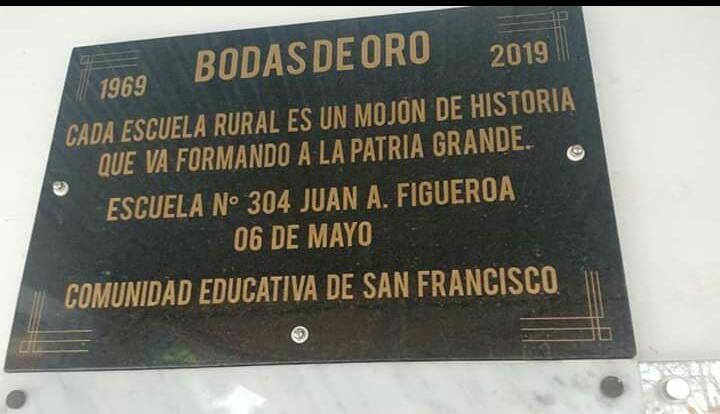 BODAS DE ORO
1969
2019
CADA ESCUELA RURAL ES UN MOJON DE HISTORIA
QUE VA FORMANDO A LA PATRIA GRANDE.
ESCUELA N° 304 JUAN A. FIGUEROA
06 DE MAYO
COMUNIDAD EDUCATIVA DE SAN FRANCISCO